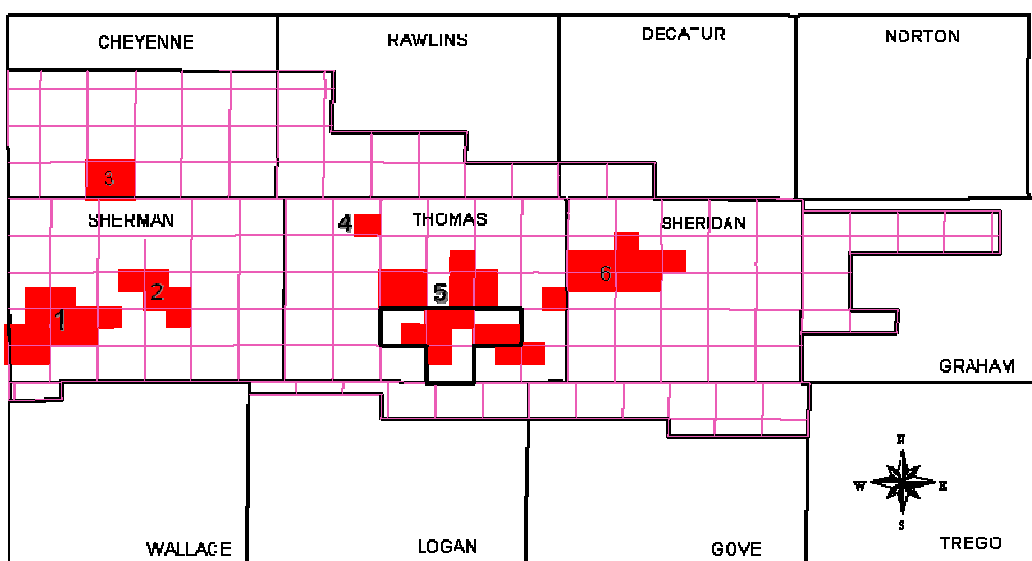 CHEYENNE
RAWLINS
DECATUR
NORTON
3
SHERMAN
4
THOMAS
SHERIDAN
6
5
2
1
GRAHAM
N
W
E
S
WALLACE
LOGAN
GOVE
TREGO